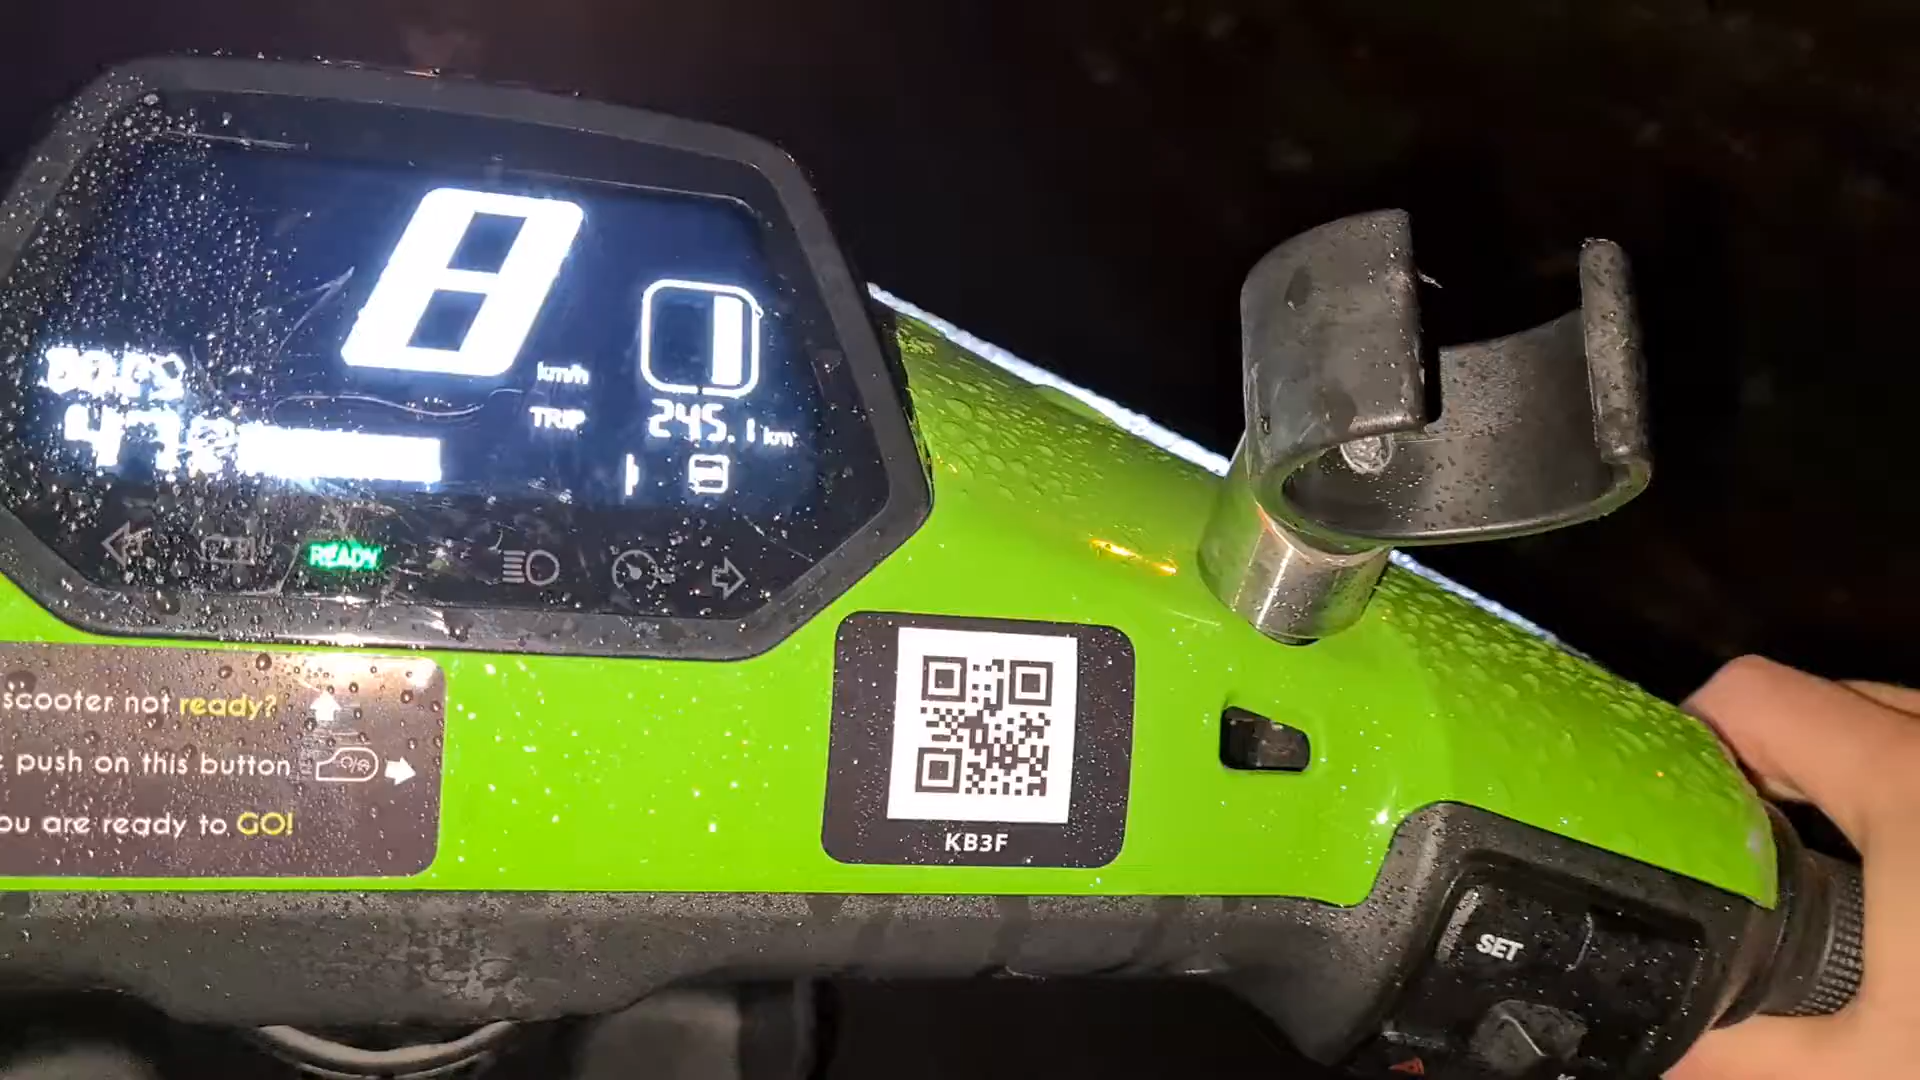 8
km/h
TRIP
245.1 km
READY
scooter not ready?
push on this button
ou are ready to GO!
KB3F
SET